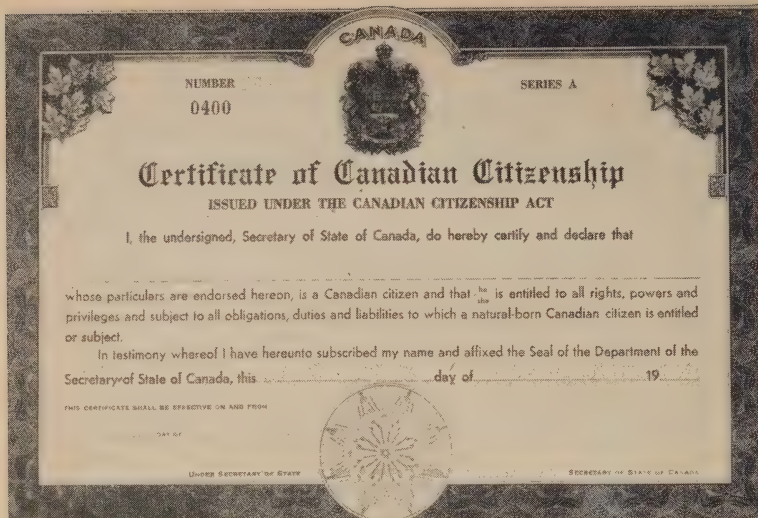 CANADA
NUMBER
SERIES A
0400
Certificate of Canadian Citizenship
ISSUED UNDER THE CANADIAN CITIZENSHIP ACT
I, the undersigned, Secretary of State of Canada, do hereby certify and declare that
whose particulars are endorsed hereon, is a Canadian citizen and that he she is entitled to all rights, powers and
privileges and subject to all obligations, duties and liabilities to which a natural-born Canadian citizen is entitled
or subject.
In testimony whereof I have hereunto subscribed my name and affixed the Seal of the Department of the
Secretary of State of Canada, this day of 19
THIS CERTIFICATE SHALL BE EFFECTIVE ON AND FROM
DAY OF
UNDER SECRETARY OF STATE
SECRETARY OF STATE OF CANADA